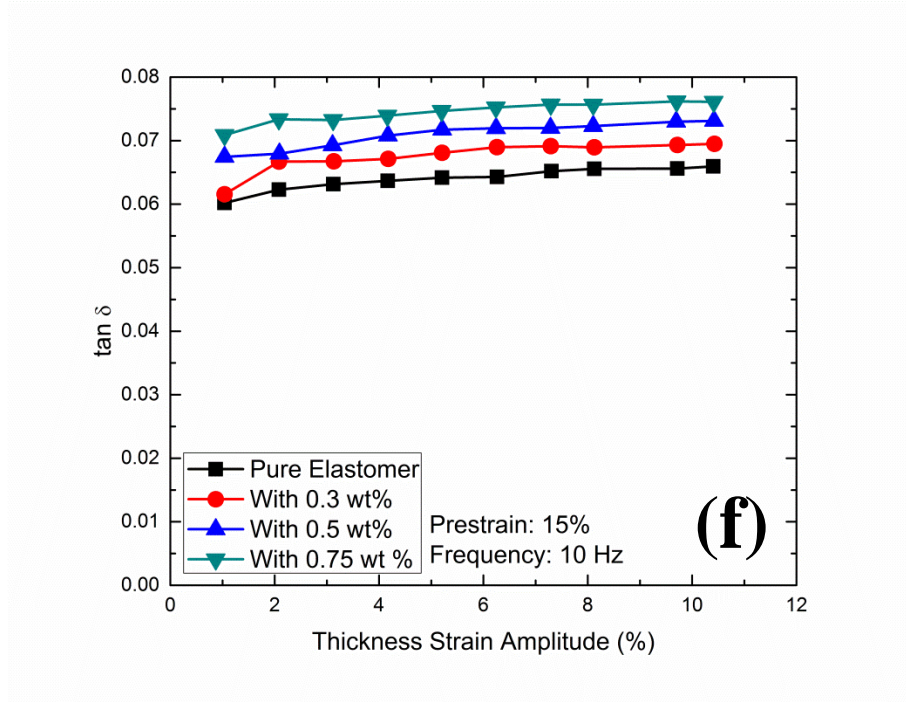 0.08
0.07
0.06
0.05
0.04
0.03
0.02
0.01
0.00
tan δ
Pure Elastomer
With 0.3 wt%
With 0.5 wt%
With 0.75 wt %
Prestrain: 15%
Frequency: 10 Hz
(f)
0 2 4 6 8 10 12
Thickness Strain Amplitude (%)